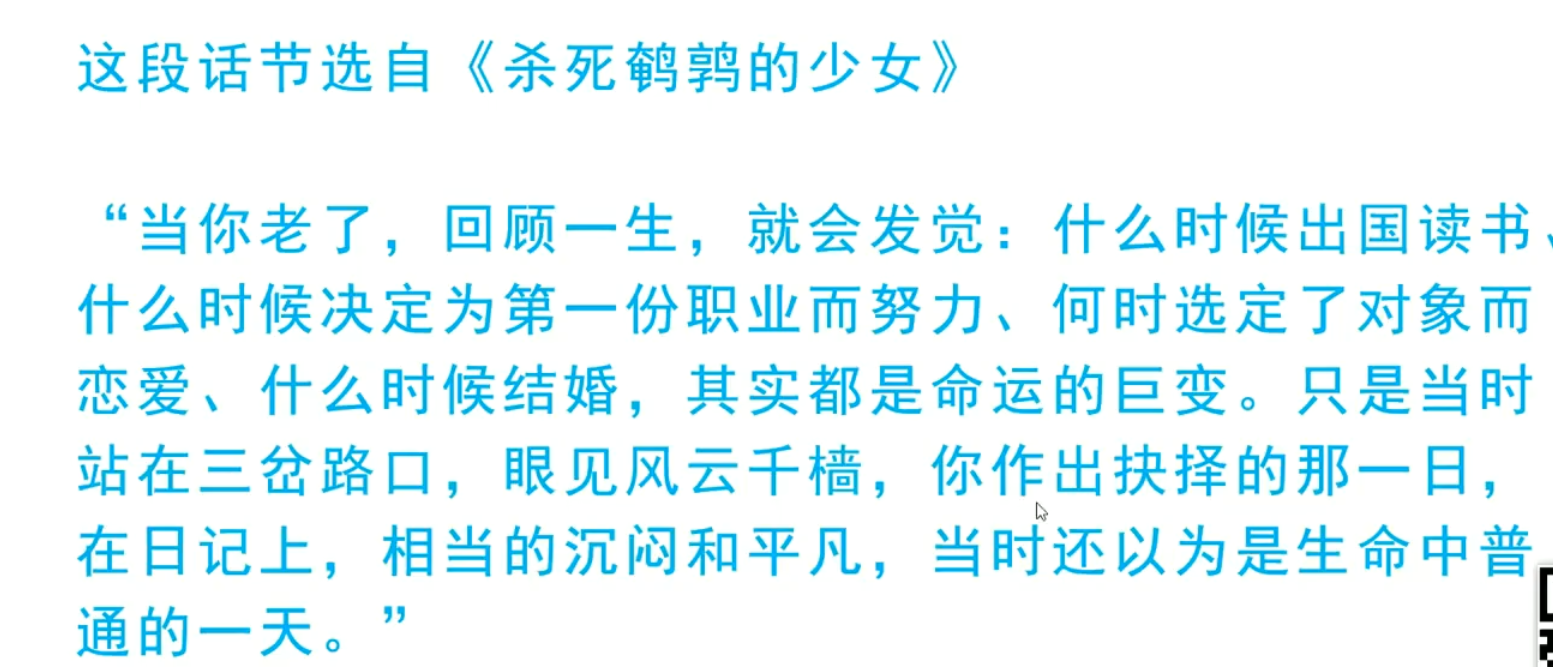 这段话节选自《杀死鹌鹑的少女》
“当你老了，回顾一生，就会发觉：什么时候出国读书、
什么时候决定为第一份职业而努力、何时选定了对象而
恋爱、什么时候结婚，其实都是命运的巨变。只是当时
站在三岔路口，眼见风云千樯，你作出抉择的那一日，
在日记上，相当的沉闷和平凡，当时还以为是生命中普
通的一天。”